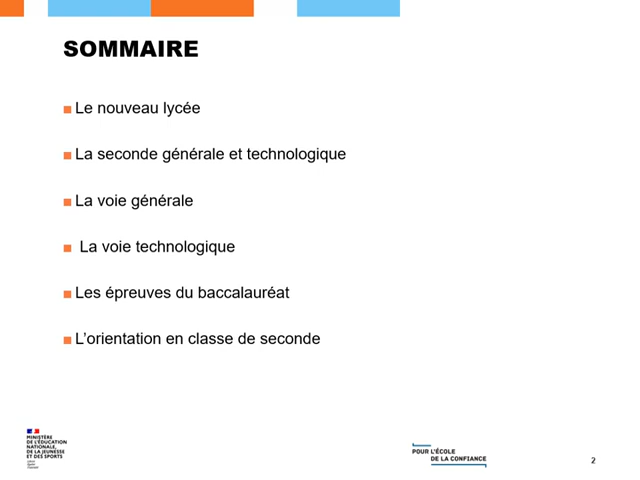 SOMMAIRE
Le nouveau lycée
La seconde générale et technologique
La voie générale
La voie technologique
Les épreuves du baccalauréat
L'orientation en classe de seconde
MINISTÈRE
DE L'ÉDUCATION
NATIONALE,
DE LA JEUNESSE
ET DES SPORTS
POUR L'ÉCOLE
DE LA CONFIANCE
2